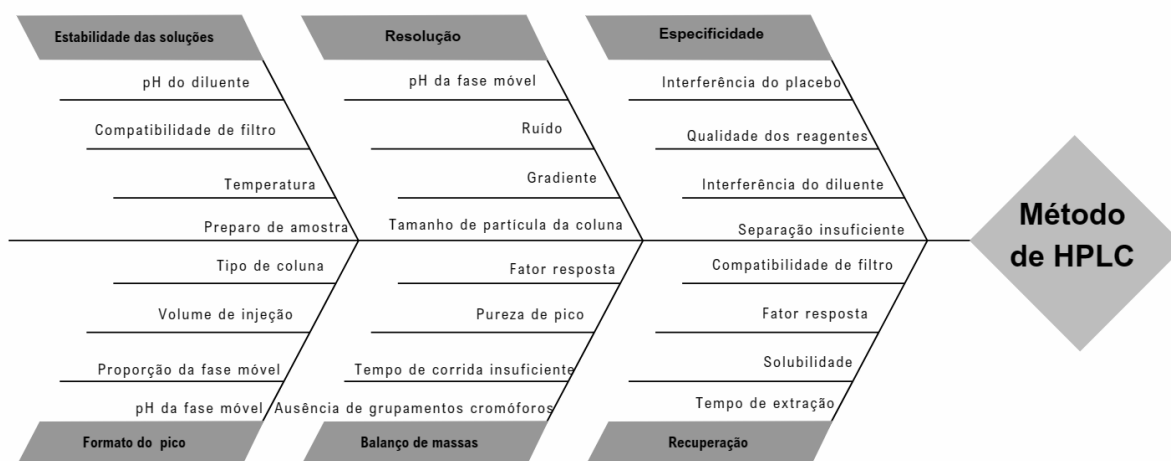 Estabilidade das soluções
Resolução
Especificidade
pH do diluente
pH da fase móvel
Interferência do placebo
Compatibilidade de filtro
Ruído
Qualidade dos reagentes
Temperatura
Gradiente
Interferência do diluente
Preparo de amostra
Tamanho de partícula da coluna
Separação insuficiente
Método
de HPLC
Tipo de coluna
Fator resposta
Compatibilidade de filtro
Volume de injeção
Pureza de pico
Fator resposta
Proporção da fase móvel
Tempo de corrida insuficiente
Solubilidade
pH da fase móvel
Ausência de grupamentos cromóforos
Tempo de extração
Formato do pico
Balanço de massas
Recuperação